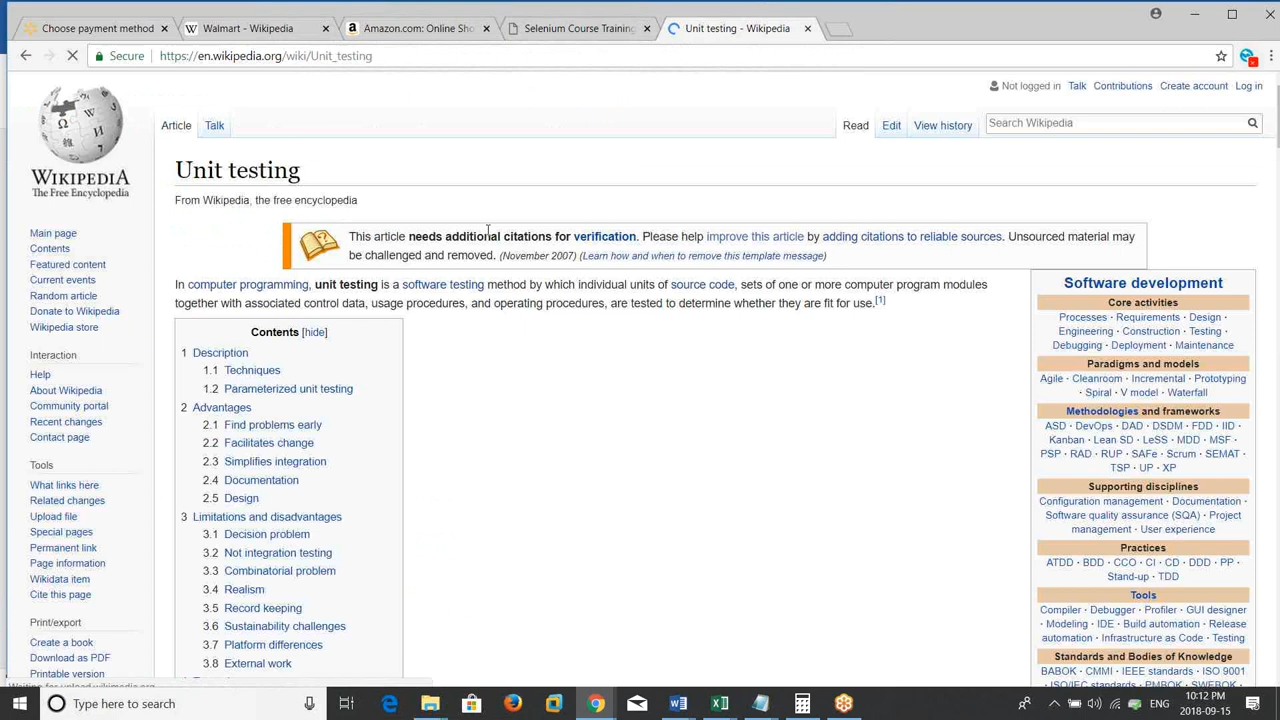 Choose payment method
Walmart - Wikipedia
Amazon.com: Online Sho
Selenium Course Training
Unit testing - Wikipedia
Secure
https://en.wikipedia.org/wiki/Unit_testing
Not logged in Talk Contributions Create account Log in
Article Talk
Read Edit View history
Search Wikipedia
WIKIPEDIA
The Free Encyclopedia
Main page
Contents
Featured content
Current events
Random article
Donate to Wikipedia
Wikipedia store
Interaction
Help
About Wikipedia
Community portal
Recent changes
Contact page
Tools
What links here
Related changes
Upload file
Special pages
Permanent link
Page information
Wikidata item
Cite this page
Print/export
Create a book
Download as PDF
Printable version
Unit testing
From Wikipedia, the free encyclopedia
This article needs additional citations for verification. Please help improve this article by adding citations to reliable sources. Unsourced material may
be challenged and removed. (November 2007) (Learn how and when to remove this template message)
In computer programming, unit testing is a software testing method by which individual units of source code, sets of one or more computer program modules
together with associated control data, usage procedures, and operating procedures, are tested to determine whether they are fit for use.[1]
Contents [hide]
1 Description
1.1 Techniques
1.2 Parameterized unit testing
2 Advantages
2.1 Find problems early
2.2 Facilitates change
2.3 Simplifies integration
2.4 Documentation
2.5 Design
3 Limitations and disadvantages
3.1 Decision problem
3.2 Not integration testing
3.3 Combinatorial problem
3.4 Realism
3.5 Record keeping
3.6 Sustainability challenges
3.7 Platform differences
3.8 External work
Software development
Core activities
Processes · Requirements · Design ·
Engineering · Construction · Testing ·
Debugging · Deployment · Maintenance
Paradigms and models
Agile · Cleanroom · Incremental · Prototyping
· Spiral · V model · Waterfall
Methodologies and frameworks
ASD · DevOps · DAD · DSDM · FDD · IID ·
Kanban · Lean SD · LeSS · MDD · MSF ·
PSP · RAD · RUP · SAFe · Scrum · SEMAT ·
TSP · UP · XP
Supporting disciplines
Configuration management · Documentation ·
Software quality assurance (SQA) · Project
management · User experience
Practices
ATDD · BDD · CCO · CI · CD · DDD · PP ·
Stand-up · TDD
Tools
Compiler · Debugger · Profiler · GUI designer
· Modeling · IDE · Build automation · Release
automation · Infrastructure as Code · Testing
Standards and Bodies of Knowledge
BABOK · CMMI · IEEE standards · ISO 9001
· ISO/IEC standards · PMBOK · SWEBOK ·
Waiting for upload.wikimedia.org
Type here to search
ENG
10:12 PM
2018-09-15